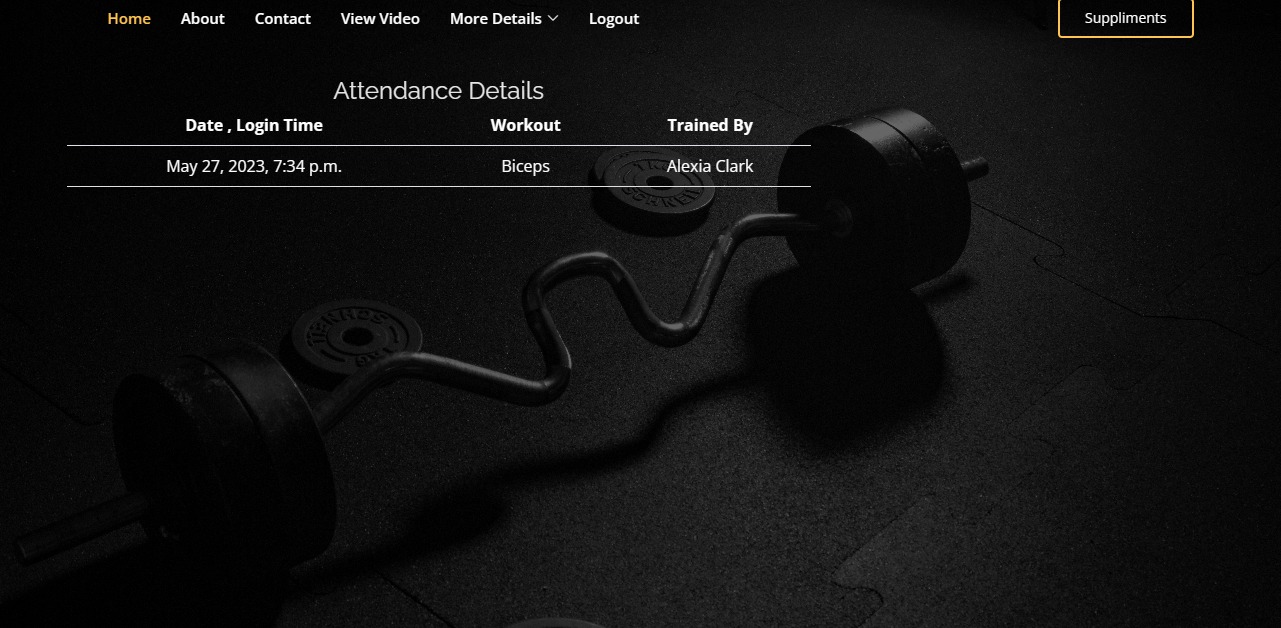 Home About Contact View Video More Details Logout Suppliments
Attendance Details
Date , Login Time Workout Trained By
May 27, 2023, 7:34 p.m. Biceps Alexia Clark